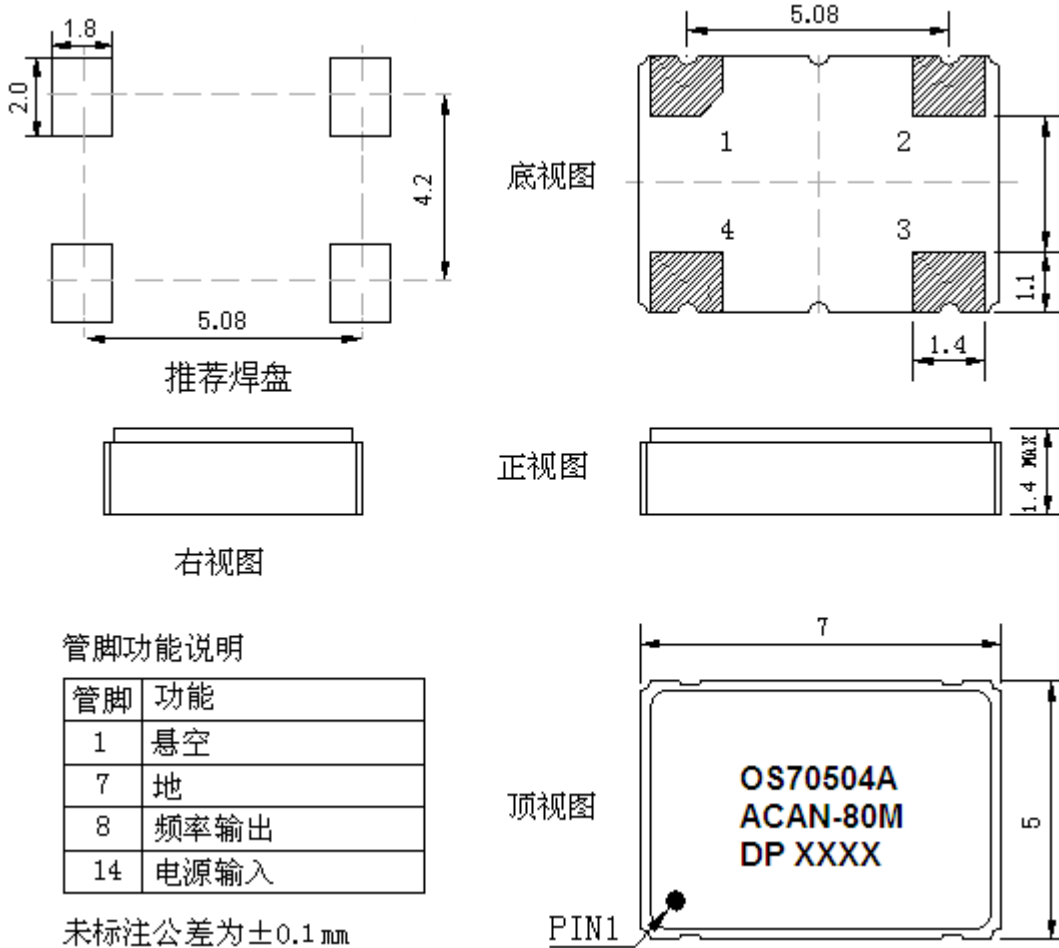 1.8
2.0
4.2
5.08
推荐焊盘
5.08
底视图
1
2
4
3
1.1
1.4
右视图
正视图
1.4 MAX
管脚功能说明
管脚 功能
1 悬空
7 地
8 频率输出
14 电源输入
未标注公差为±0.1mm
顶视图
7
5
OS70504A
ACAN-80M
DP XXXX
PIN1